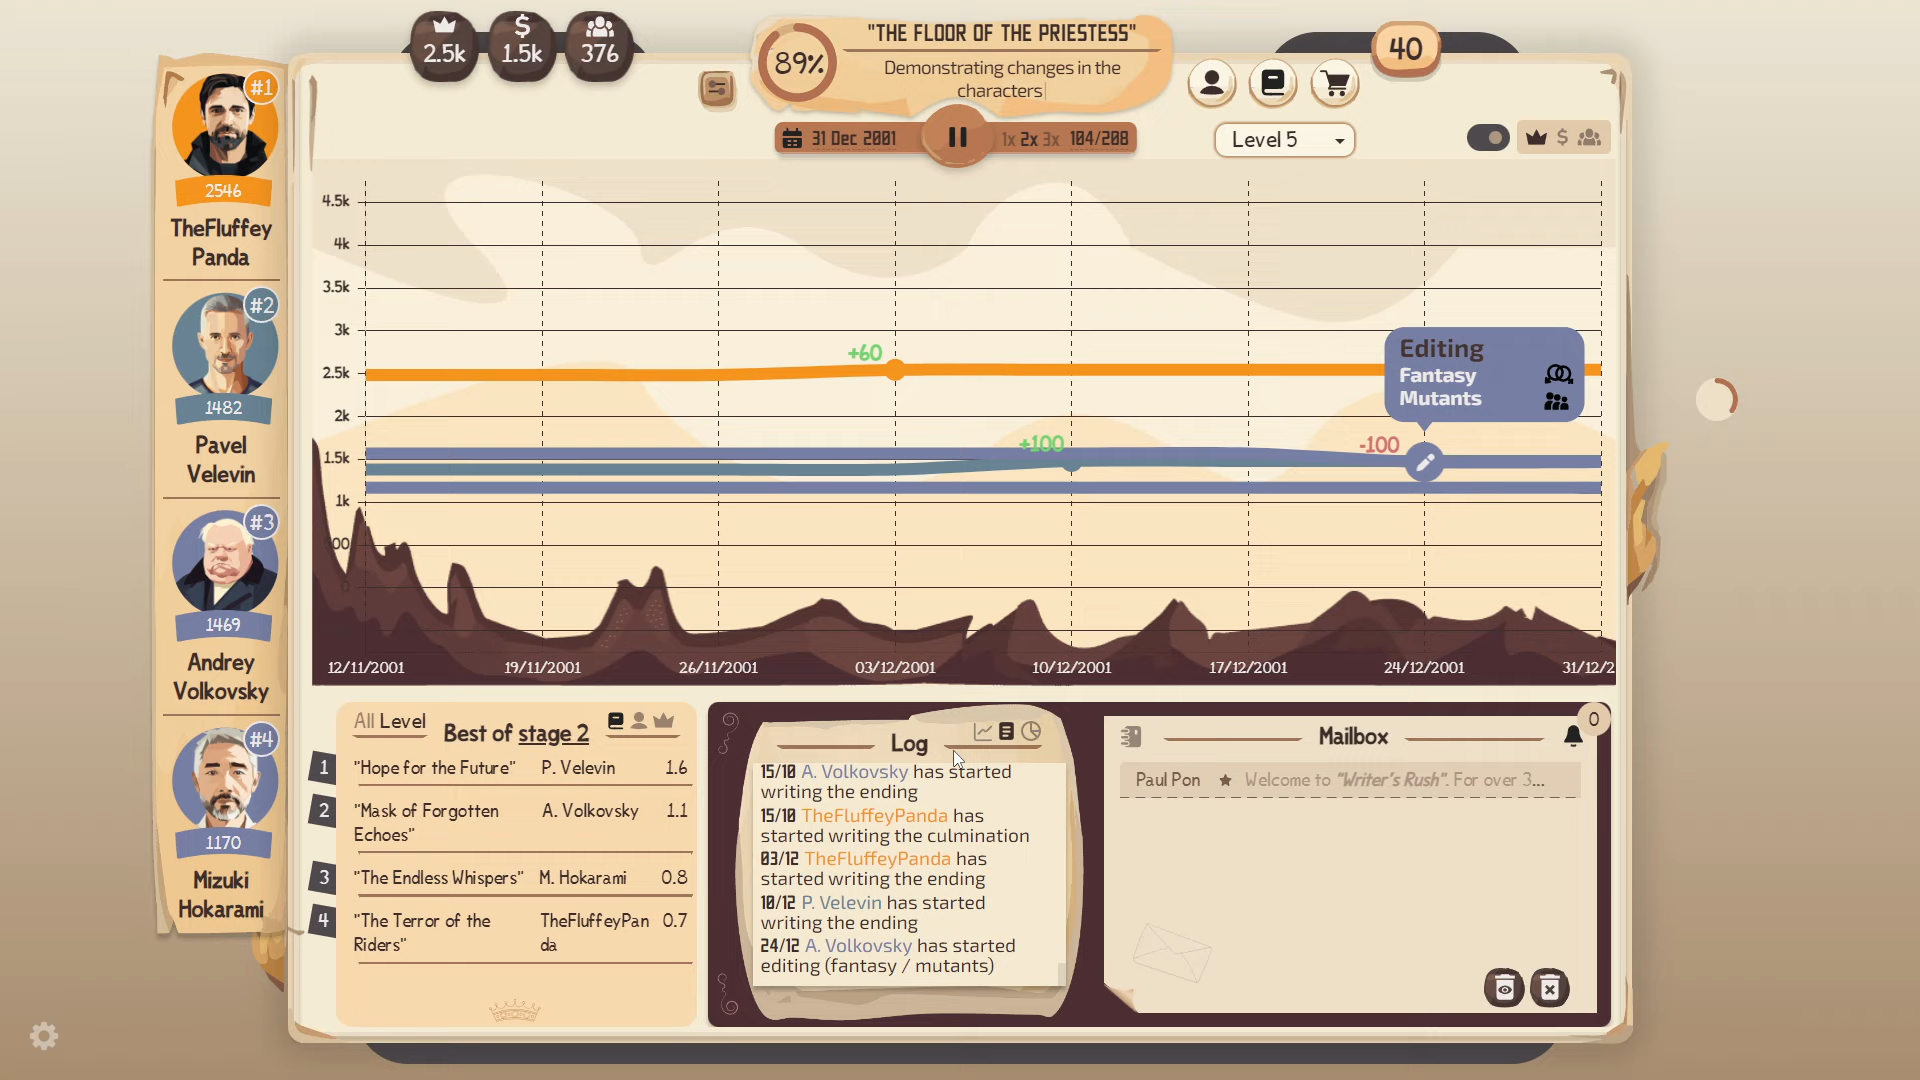 2.5k
1.5k
376
89%
"THE FLOOR OF THE PRIESTESS"
Demonstrating changes in the
characters
40
31 Dec 2001
1x 2x 3x
104/208
Level 5
$
#1
2546
TheFluffey
Panda
#2
1482
Pavel
Velevin
#3
1469
Andrey
Volkovsky
#4
1170
Mizuki
Hokarami
4.5k
4k
3.5k
3k
2.5k
2k
1.5k
1k
0
+60
+100
-100
Editing
Fantasy
Mutants
12/11/2001
19/11/2001
26/11/2001
03/12/2001
10/12/2001
17/12/2001
24/12/2001
31/12/2
All Level
Best of stage 2
1 "Hope for the Future" P. Velevin 1.6
2 "Mask of Forgotten A. Volkovsky 1.1
Echoes"
3 "The Endless Whispers" M. Hokarami 0.8
4 "The Terror of the TheFluffeyPan 0.7
Riders" da
Log
15/10 A. Volkovsky has started
writing the ending
15/10 TheFluffeyPanda has
started writing the culmination
03/12 TheFluffeyPanda has
started writing the ending
10/12 P. Velevin has started
writing the ending
24/12 A. Volkovsky has started
editing (fantasy / mutants)
Mailbox
0
Paul Pon ★ Welcome to "Writer's Rush". For over 3...